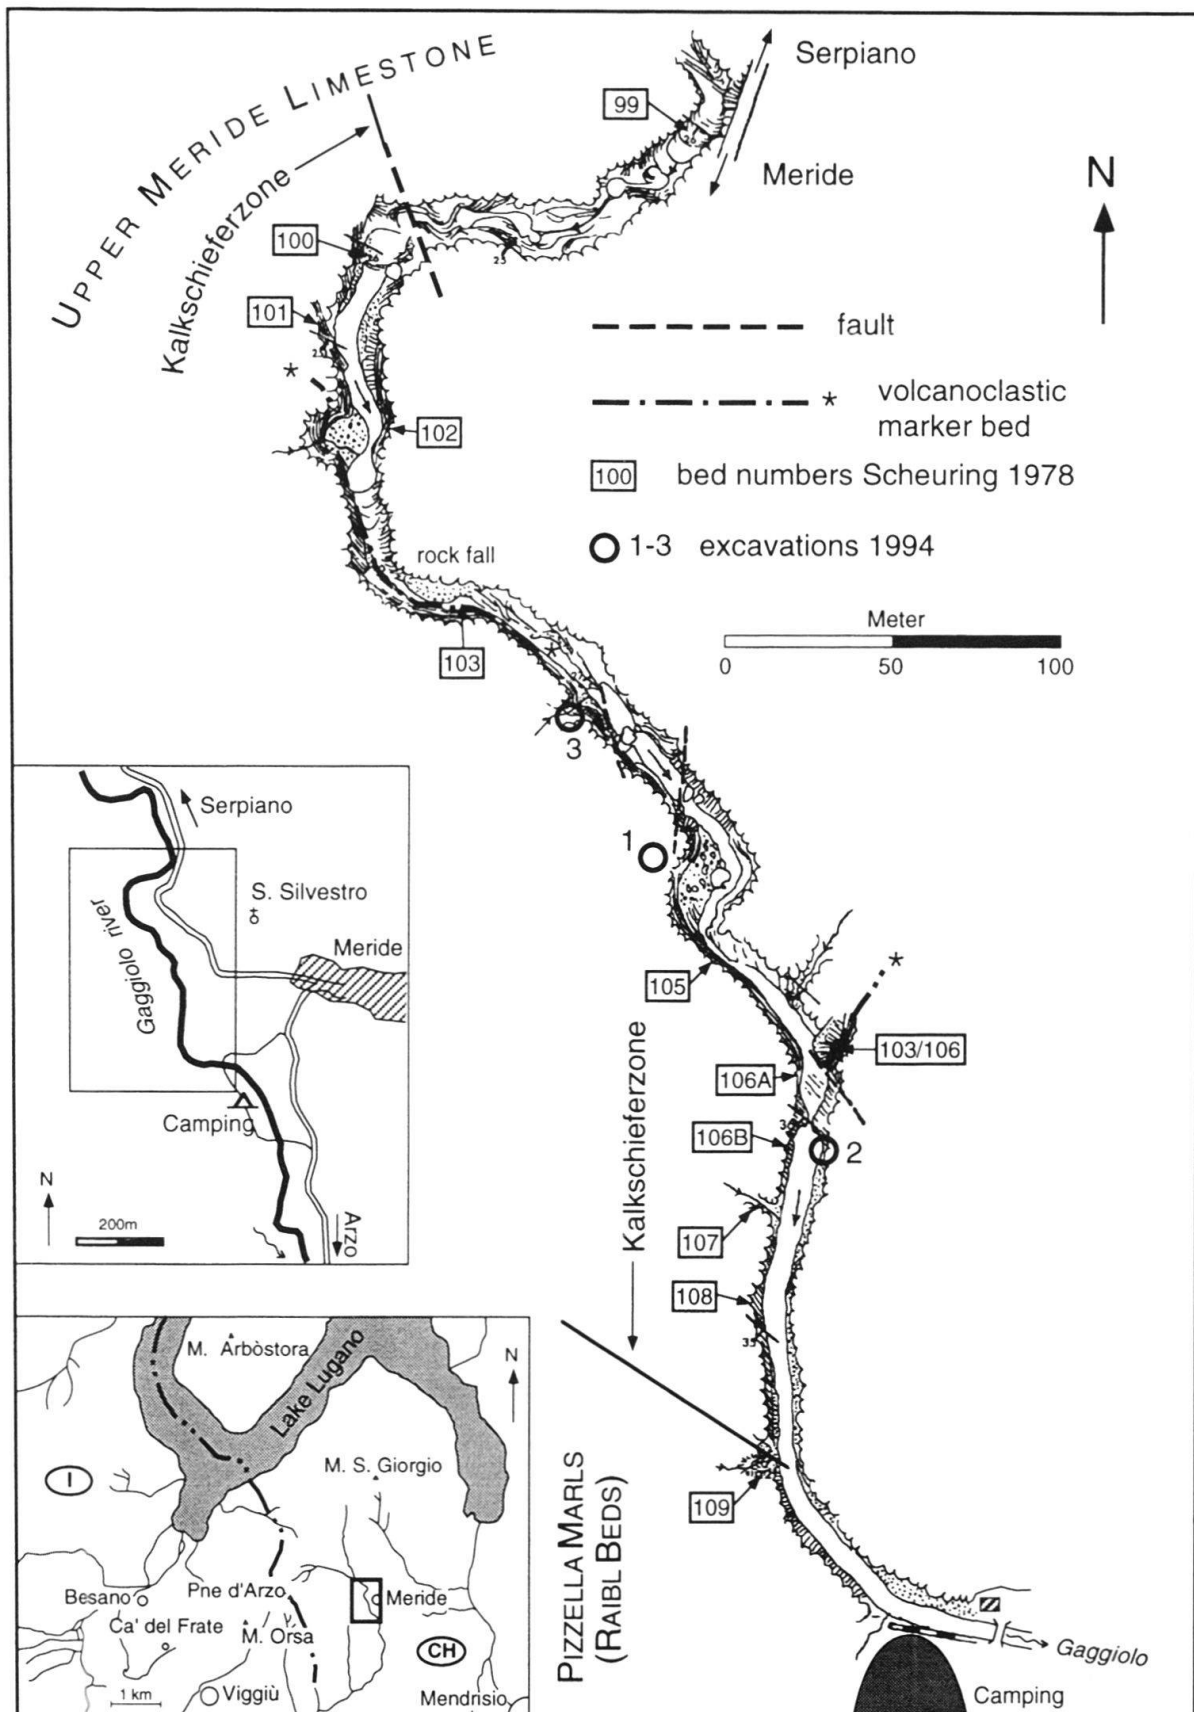 UPPER MERIDE LIMESTONE
Kalkschieferzone
Serpiano
99
Meride
N
100
25
101
25
*
102
fault
* volcanoclastic
marker bed
100 bed numbers Scheuring 1978
1-3 excavations 1994
rock fall
Meter
0 50 100
103
*
3
1
105
*
103/106
106A
106B
2
Kalkschieferzone
107
108
35
109
PIZZELLA MARLS
(RAIBL BEDS)
Gaggiolo
Camping
Serpiano
S. Silvestro
Gaggiolo river
Meride
Camping
N
200m
Arzo
M. Arbòstora
Lake Lugano
N
M. S. Giorgio
I
Besano
Pne d'Arzo
Meride
Ca' del Frate
M. Orsa
CH
1 km
Viggiù
Mendrisio